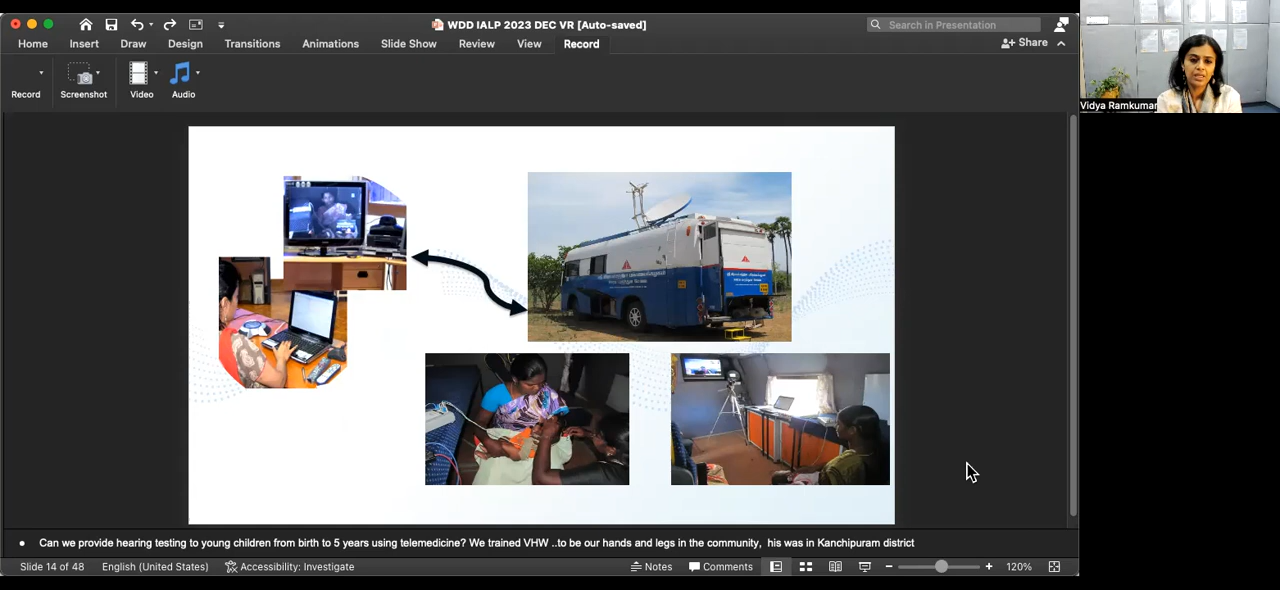 WDD IALP 2023 DEC VR [Auto-saved]
Search in Presentation
Home Insert Draw Design Transitions Animations Slide Show Review View Record
Share
Record Screenshot Video Audio
Vidya Ramkumar
Can we provide hearing testing to young children from birth to 5 years using telemedicine? We trained VHW ..to be our hands and legs in the community, his was in Kanchipuram district
Slide 14 of 48 English (United States) Accessibility: Investigate Notes Comments 120%